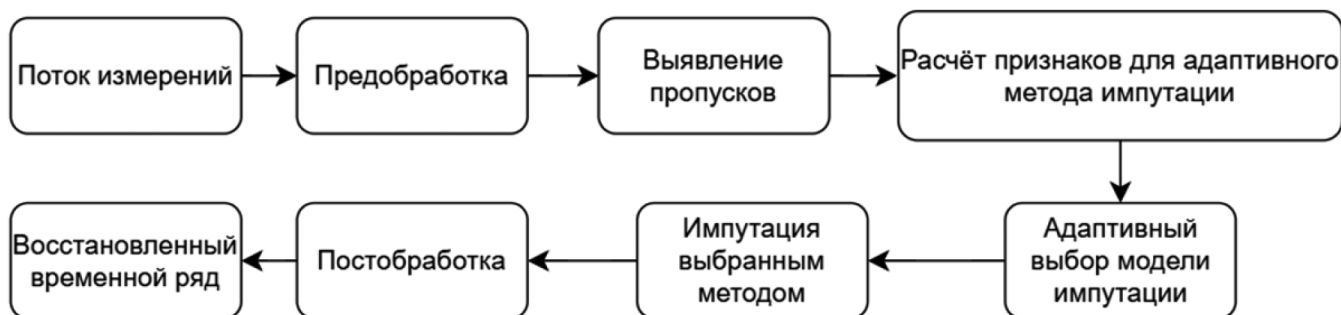 Поток измерений
Предобработка
Выявление
пропусков
Расчёт признаков для адаптивного
метода импутации
Адаптивный
выбор модели
импутации
Импутация
выбранным
методом
Постобработка
Восстановленный
временной ряд